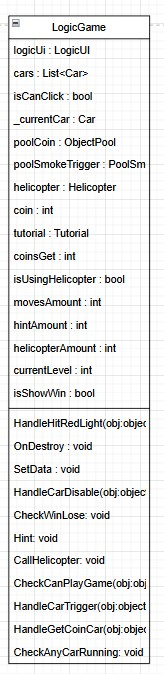 LogicGame
logicUi : LogicUI
cars : List<Car>
isCanClick : bool
_currentCar : Car
poolCoin : ObjectPool
poolSmokeTrigger : PoolSm
helicopter : Helicopter
coin : int
tutorial : Tutorial
coinsGet : int
isUsingHelicopter : bool
movesAmount : int
hintAmount : int
helicopterAmount : int
currentLevel : int
isShowWin : bool
HandleHitRedLight(obj:objec
OnDestroy : void
SetData : void
HandleCarDisable(obj:object
CheckWinLose: void
Hint: void
CallHelicopter: void
CheckCanPlayGame(obj:obj
HandleCarTrigger(obj:object
HandleGetCoinCar(obj:obj
CheckAnyCarRunning: void